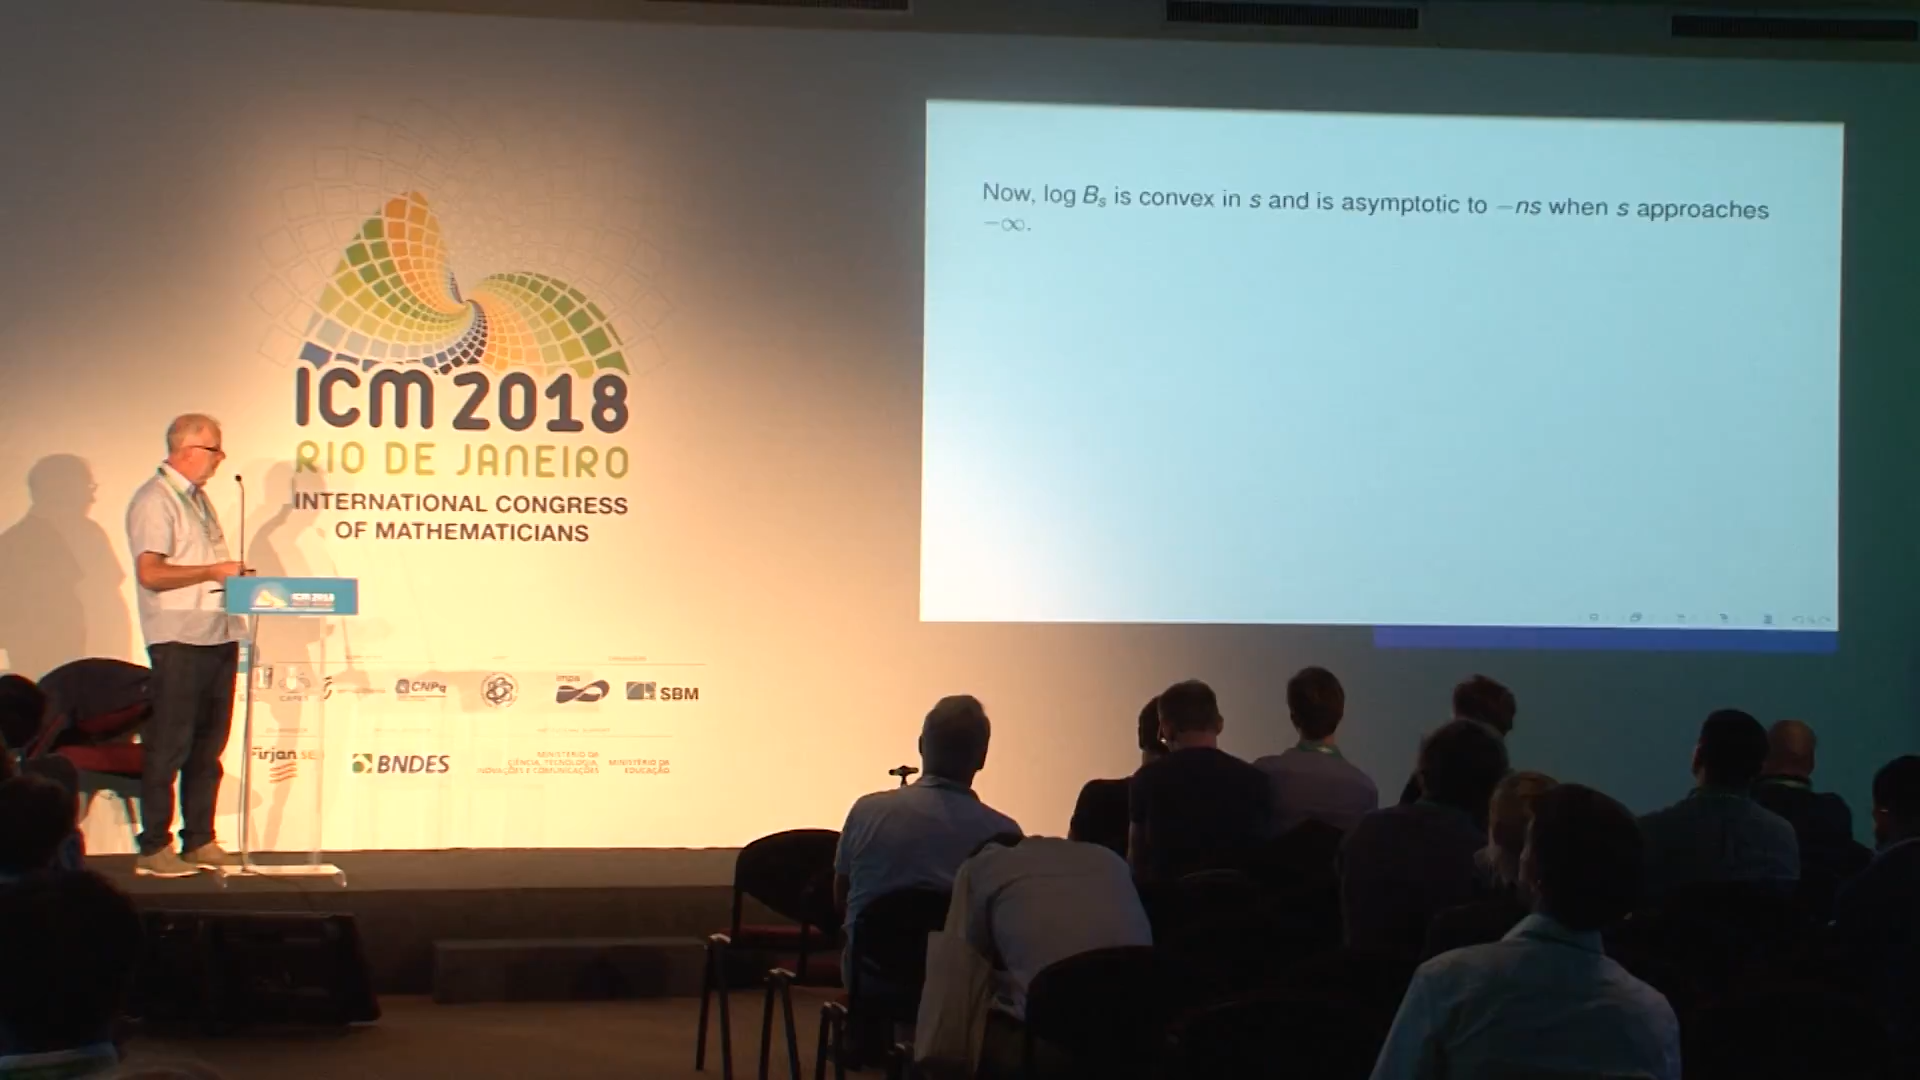 Now, log Bs is convex in s and is asymptotic to −ns when s approaches
−∞.
ICM 2018
RIO DE JANEIRO
INTERNATIONAL CONGRESS
OF MATHEMATICIANS
ICM 2018
CAPES
CNPq
impa
SBM
Firjan
BNDES
MINISTÉRIO DA
CIÊNCIA, TECNOLOGIA,
INOVAÇÕES E COMUNICAÇÕES
MINISTÉRIO DA
EDUCAÇÃO